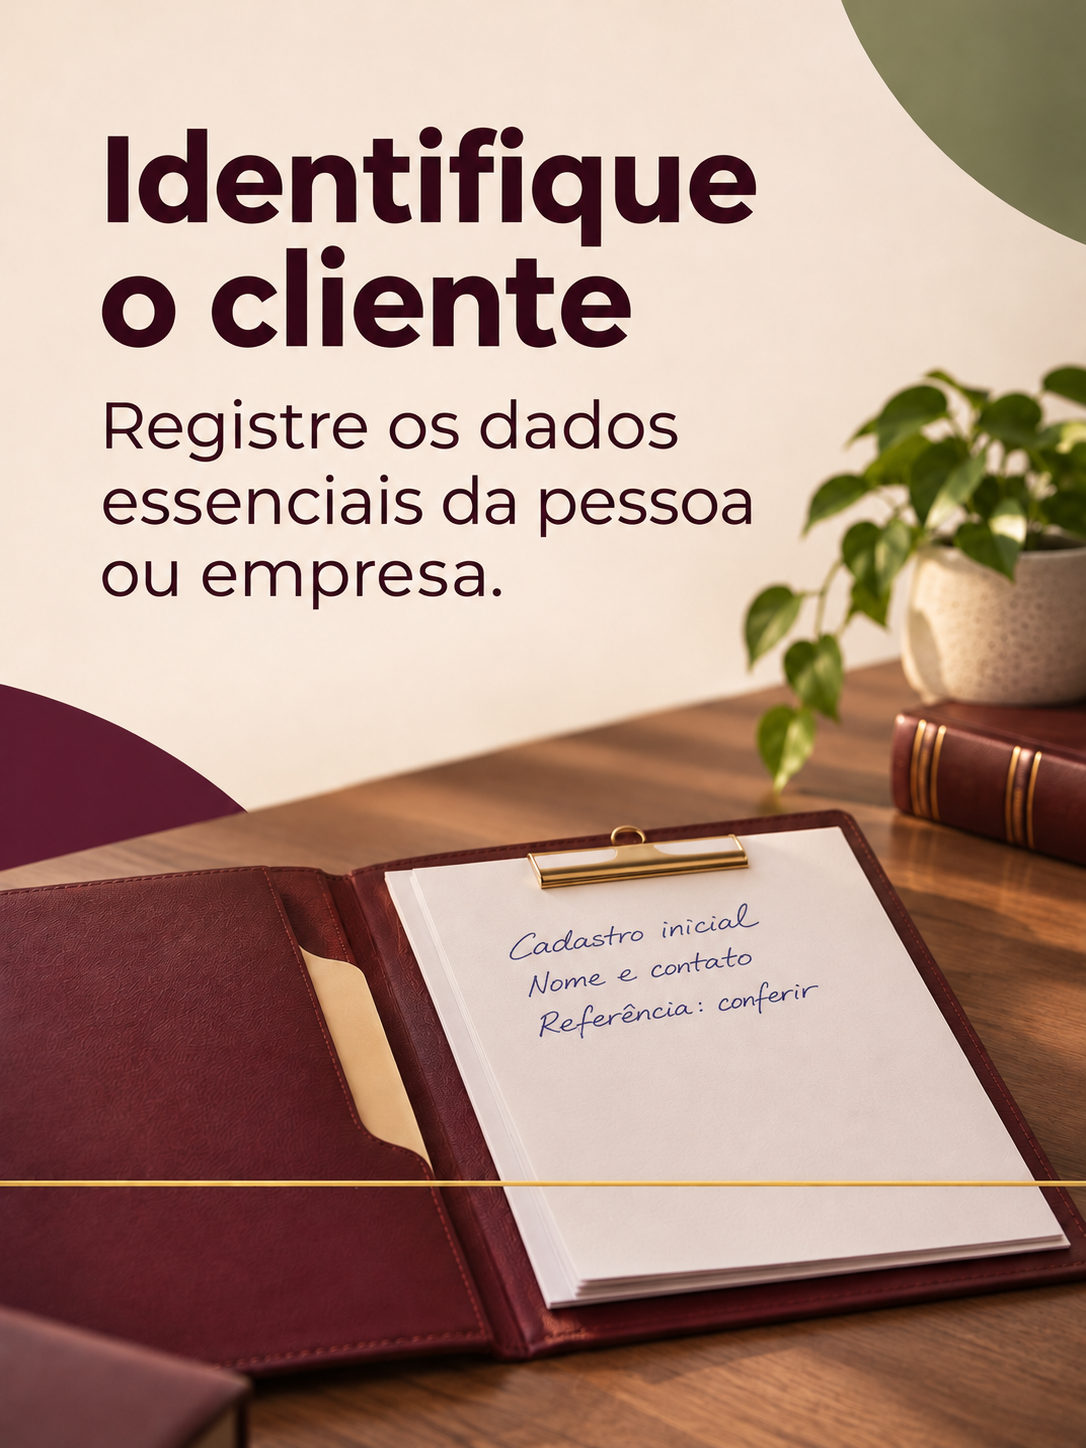 Identifique
o cliente
Registre os dados
essenciais da pessoa
ou empresa.
Cadastro inicial
Nome e contato
Referência: conferir